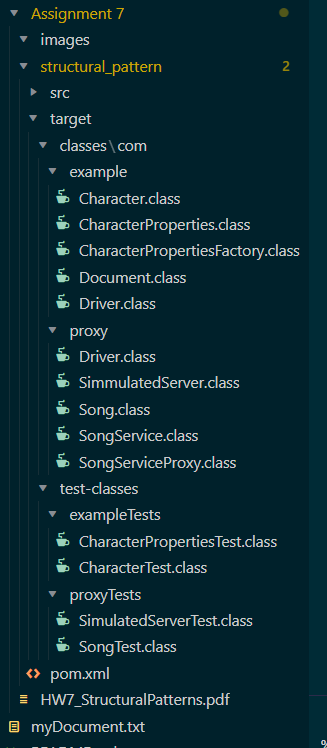 Assignment 7
images
structural_pattern 2
src
target
classes\com
example
Character.class
CharacterProperties.class
CharacterPropertiesFactory.class
Document.class
Driver.class
proxy
Driver.class
SimmulatedServer.class
Song.class
SongService.class
SongServiceProxy.class
test-classes
exampleTests
CharacterPropertiesTest.class
CharacterTest.class
proxyTests
SimulatedServerTest.class
SongTest.class
pom.xml
HW7_StructuralPatterns.pdf
myDocument.txt